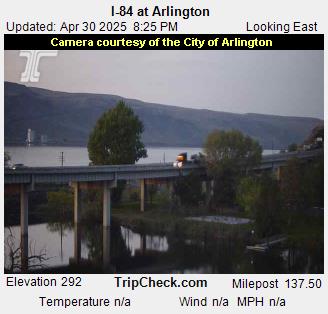 I-84 at Arlington
Updated: Apr 30 2025 8:25 PM Looking East
Camera courtesy of the City of Arlington
Elevation 292 TripCheck.com Milepost 137.50
Temperature n/a Wind n/a MPH n/a